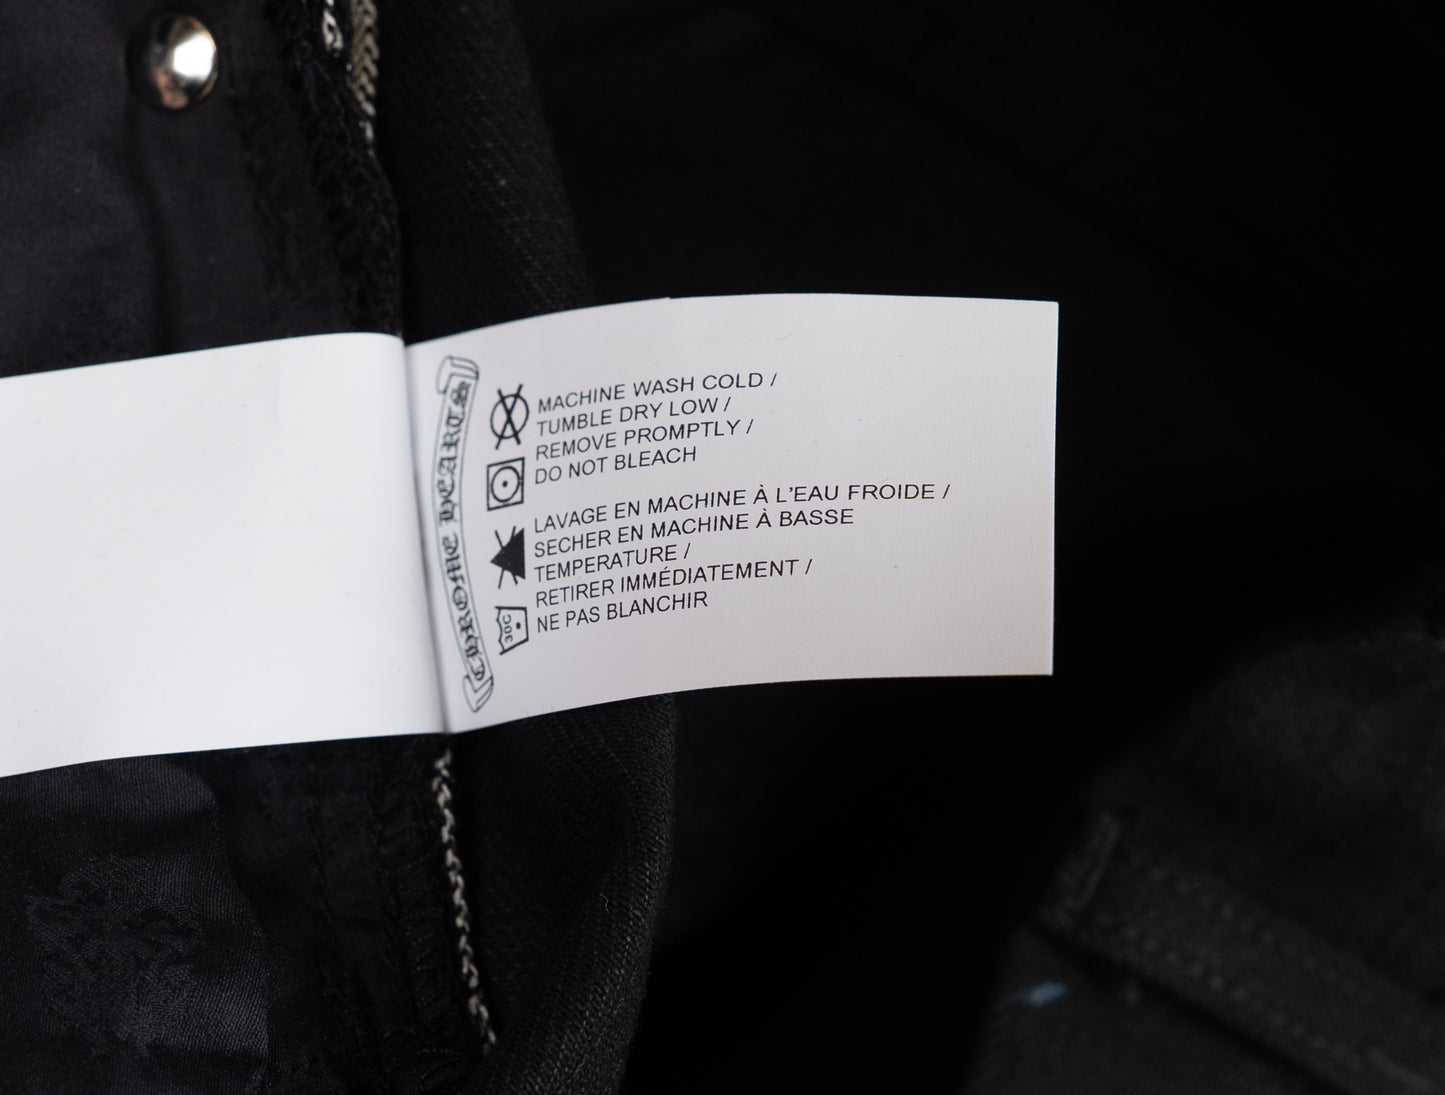 CHROME HEARTS
MACHINE WASH COLD /
TUMBLE DRY LOW /
REMOVE PROMPTLY /
DO NOT BLEACH
LAVAGE EN MACHINE À L'EAU FROIDE /
SECHER EN MACHINE À BASSE
TEMPERATURE /
RETIRER IMMÉDIATEMENT /
NE PAS BLANCHIR
30C